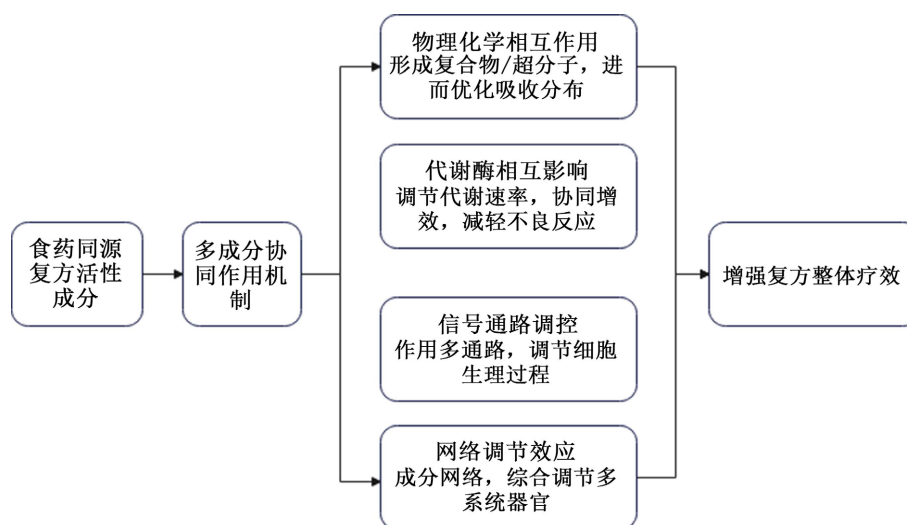 食药同源
复方活性
成分
多成分协
同作用机
制
物理化学相互作用
形成复合物/超分子，进
而优化吸收分布
代谢酶相互影响
调节代谢速率，协同增
效，减轻不良反应
信号通路调控
作用多通路，调节细胞
生理过程
网络调节效应
成分网络，综合调节多
系统器官
增强复方整体疗效